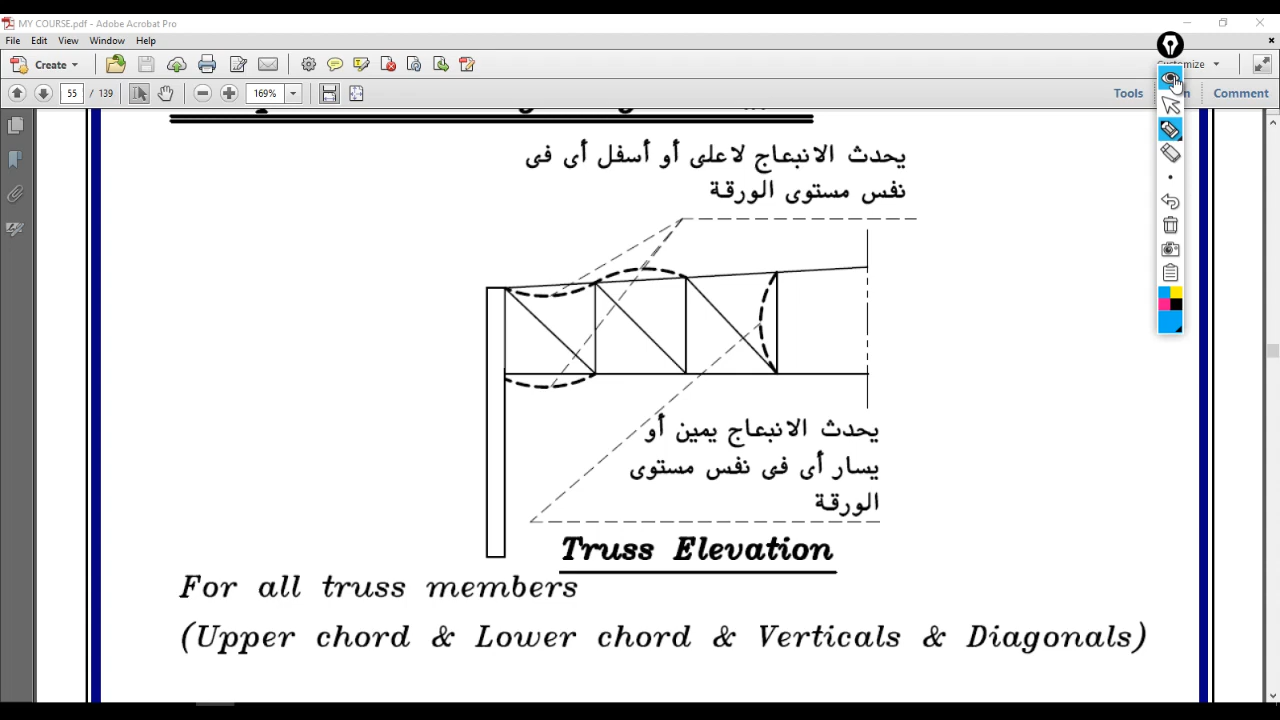 MY COURSE.pdf - Adobe Acrobat Pro
File Edit View Window Help
Create
Customize
55 / 139
169%
Tools
Comment
يحدث الانبعاج لاعلى أو أسفل أى فى
نفس مستوى الورقة
يحدث الانبعاج يمين أو
يسار أى فى نفس مستوى
الورقة
Truss Elevation
For all truss members
(Upper chord & Lower chord & Verticals & Diagonals)